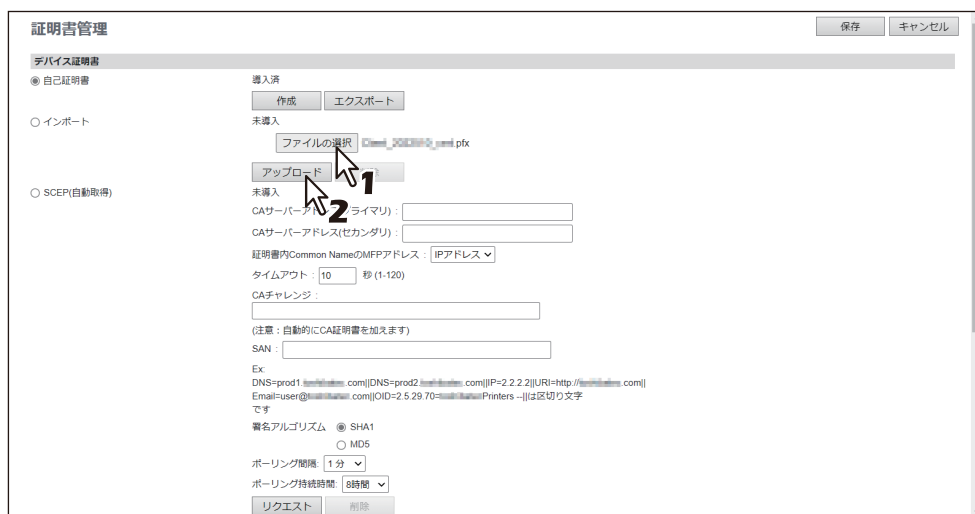 証明書管理
保存 キャンセル
デバイス証明書
自己証明書 導入済
作成 エクスポート
インポート 未導入
ファイルの選択 .pfx
アップロード
1
SCEP(自動取得) 未導入
2
CAサーバーアドレス(プライマリ) :
CAサーバーアドレス(セカンダリ) :
証明書内Common NameのMFPアドレス : IPアドレス
タイムアウト : 10 秒 (1-120)
CAチャレンジ :
(注意 : 自動的にCA証明書を加えます)
SAN :
Ex:
DNS=prod1. .com||DNS=prod2. .com||IP=2.2.2.2||URI=http:// .com||
Email=user@ .com||OID=2.5.29.70= Printers --||は区切り文字
です
署名アルゴリズム SHA1
MD5
ポーリング間隔: 1 分
ポーリング持続時間: 8時間
リクエスト 削除